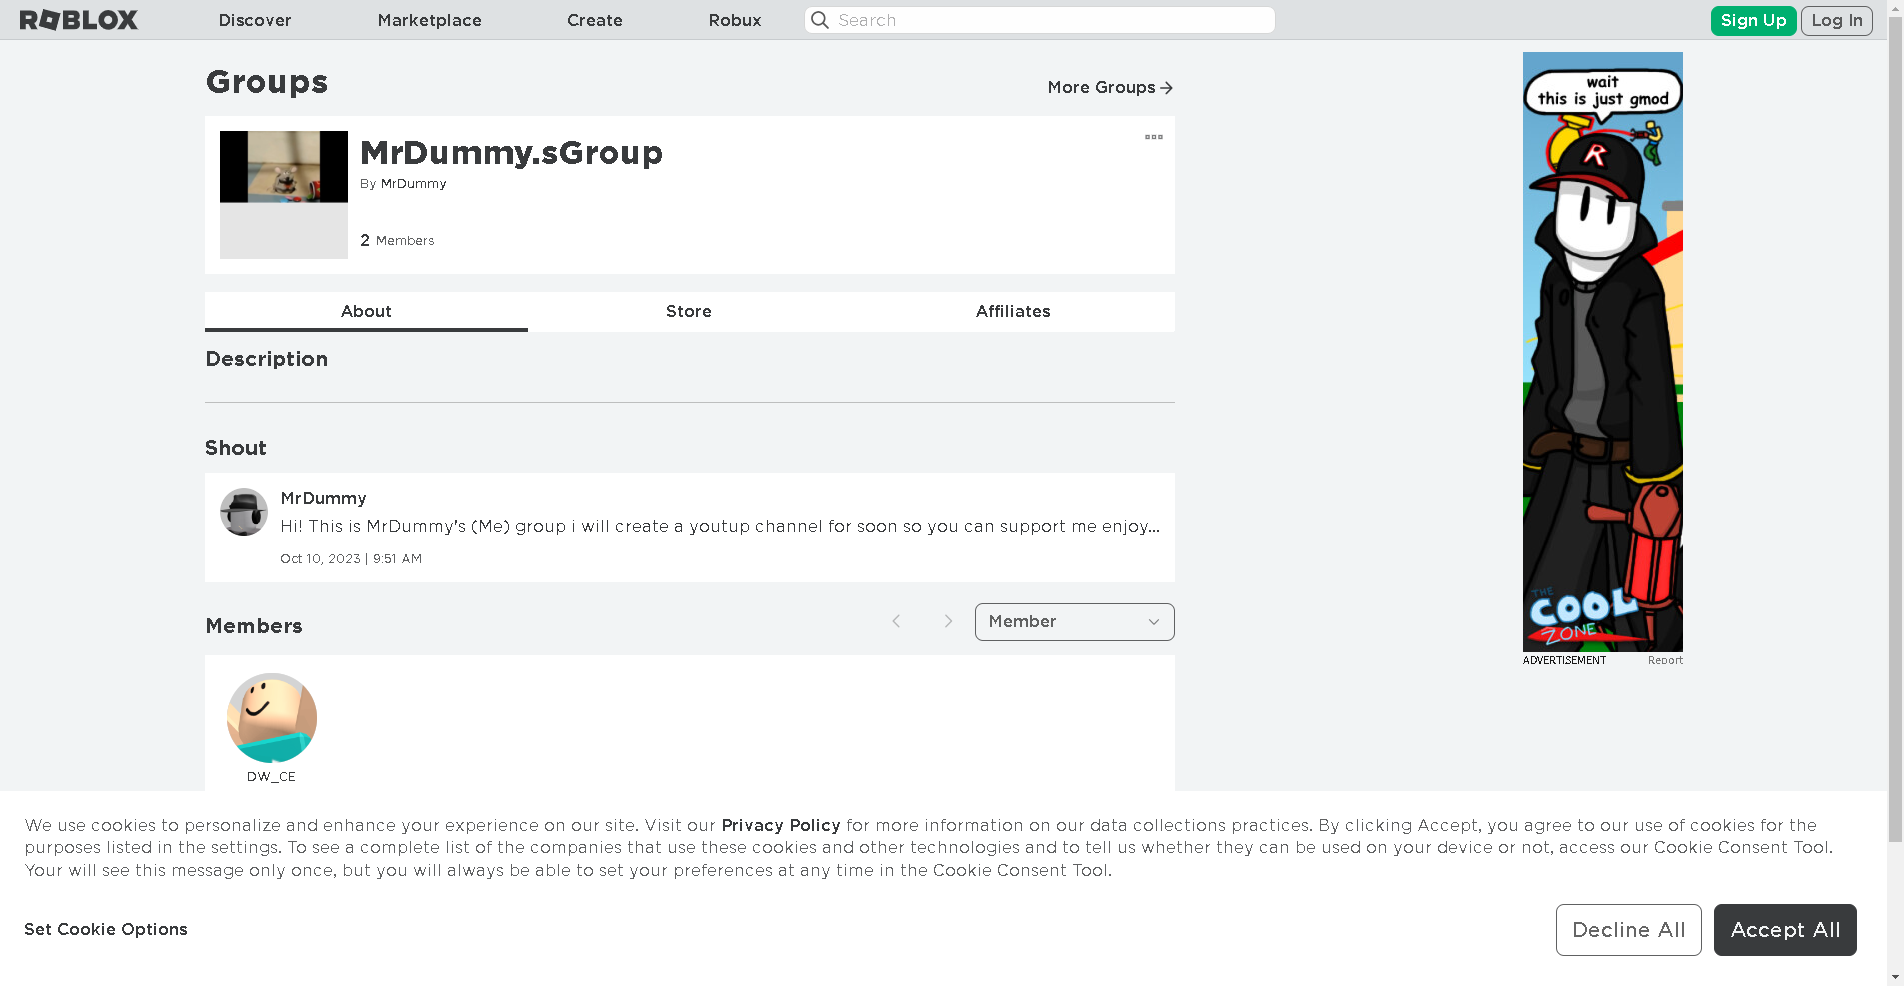 ROBLOX
Discover
Marketplace
Create
Robux
Search
Sign Up
Log In
Groups
More Groups
MrDummy.sGroup
By MrDummy
2 Members
About
Store
Affiliates
Description
Shout
MrDummy
Hi! This is MrDummy's (Me) group i will create a youtup channel for soon so you can support me enjoy...
Oct 10, 2023 | 9:51 AM
Members
Member
DW_CE
wait
this is just gmod
R
THE
COOL
ZONE
ADVERTISEMENT
Report
We use cookies to personalize and enhance your experience on our site. Visit our Privacy Policy for more information on our data collections practices. By clicking Accept, you agree to our use of cookies for the
purposes listed in the settings. To see a complete list of the companies that use these cookies and other technologies and to tell us whether they can be used on your device or not, access our Cookie Consent Tool.
Your will see this message only once, but you will always be able to set your preferences at any time in the Cookie Consent Tool.
Set Cookie Options
Decline All
Accept All